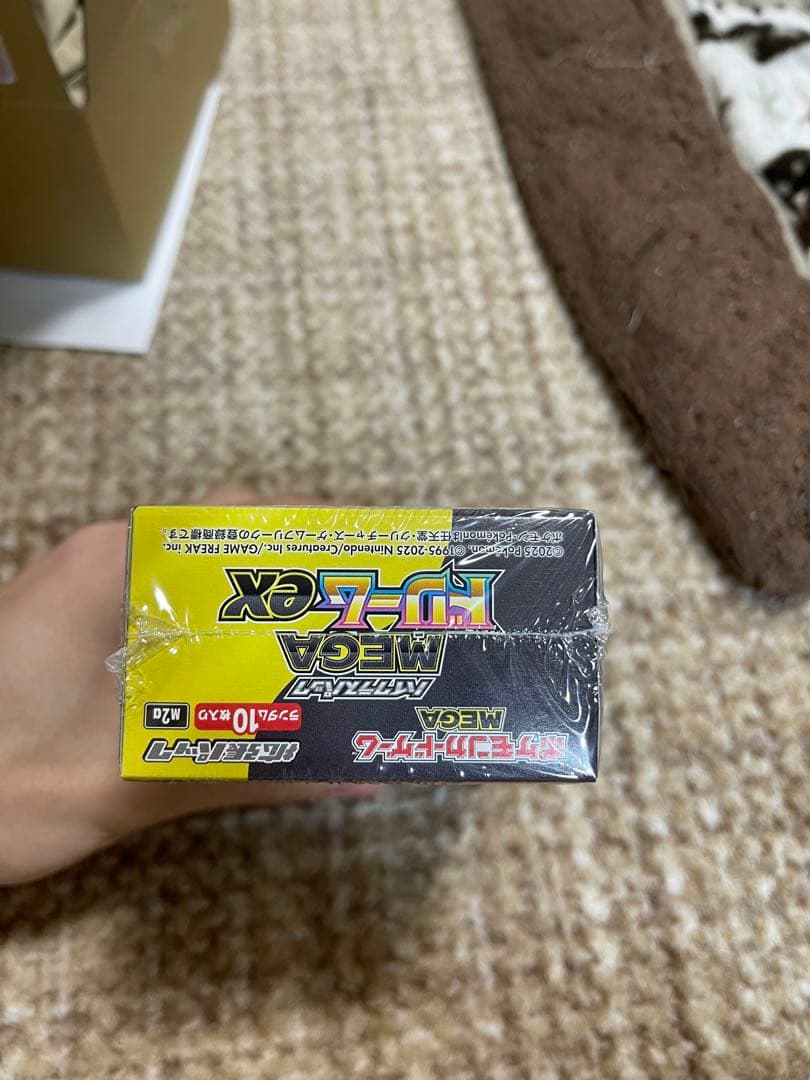 ポケモンカードゲーム
MEGA
拡張パック
ランダム10枚入り
M2a
ハイクラスパック
MEGA
ドリームex
©2025 Pokémon. ©1995-2025 Nintendo/Creatures Inc./GAME FREAK inc.
ポケモン・Pokémonは任天堂・クリーチャーズ・ゲームフリークの登録商標です。